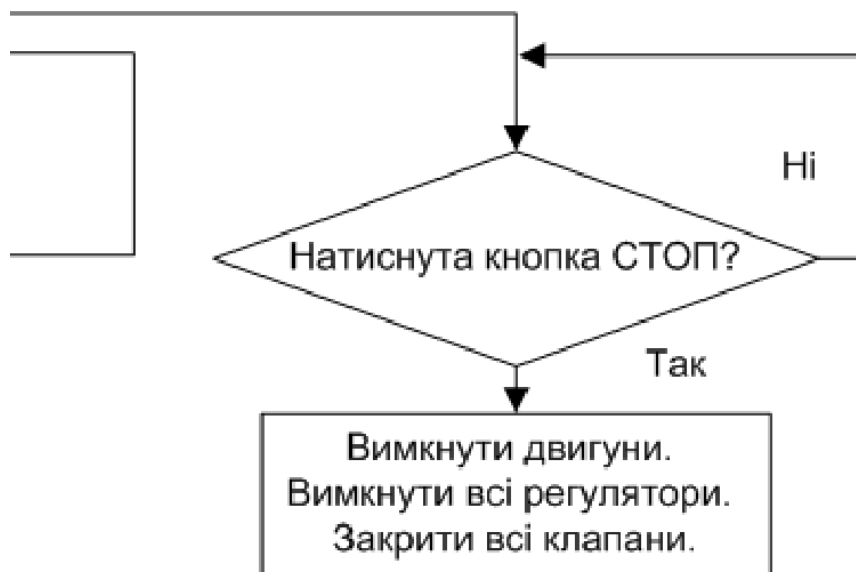 Ні
Натиснута кнопка СТОП?
Так
Вимкнути двигуни.
Вимкнути всі регулятори.
Закрити всі клапани.